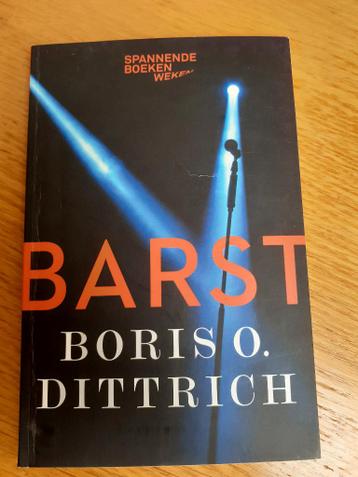 SPANNENDE
BOEKEN
WEKEN
BARST
BORIS O.
DITTRICH